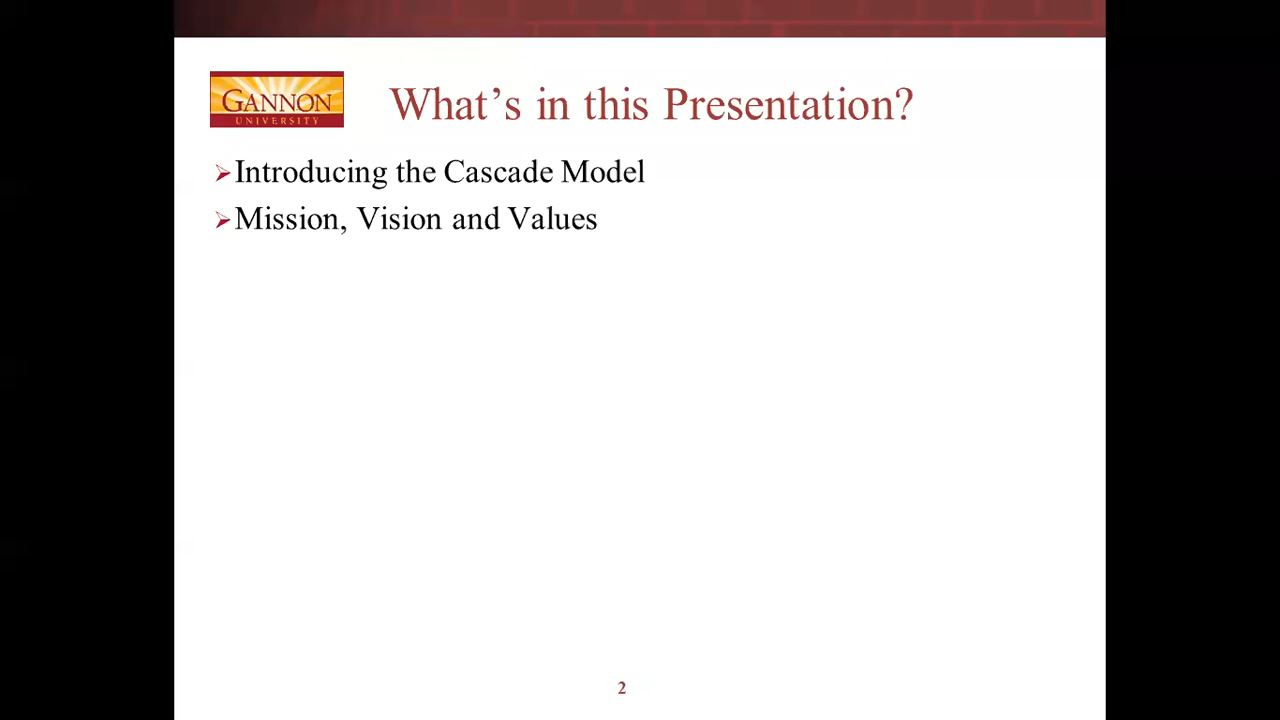 GANNON
UNIVERSITY
What's in this Presentation?
Introducing the Cascade Model
Mission, Vision and Values
2